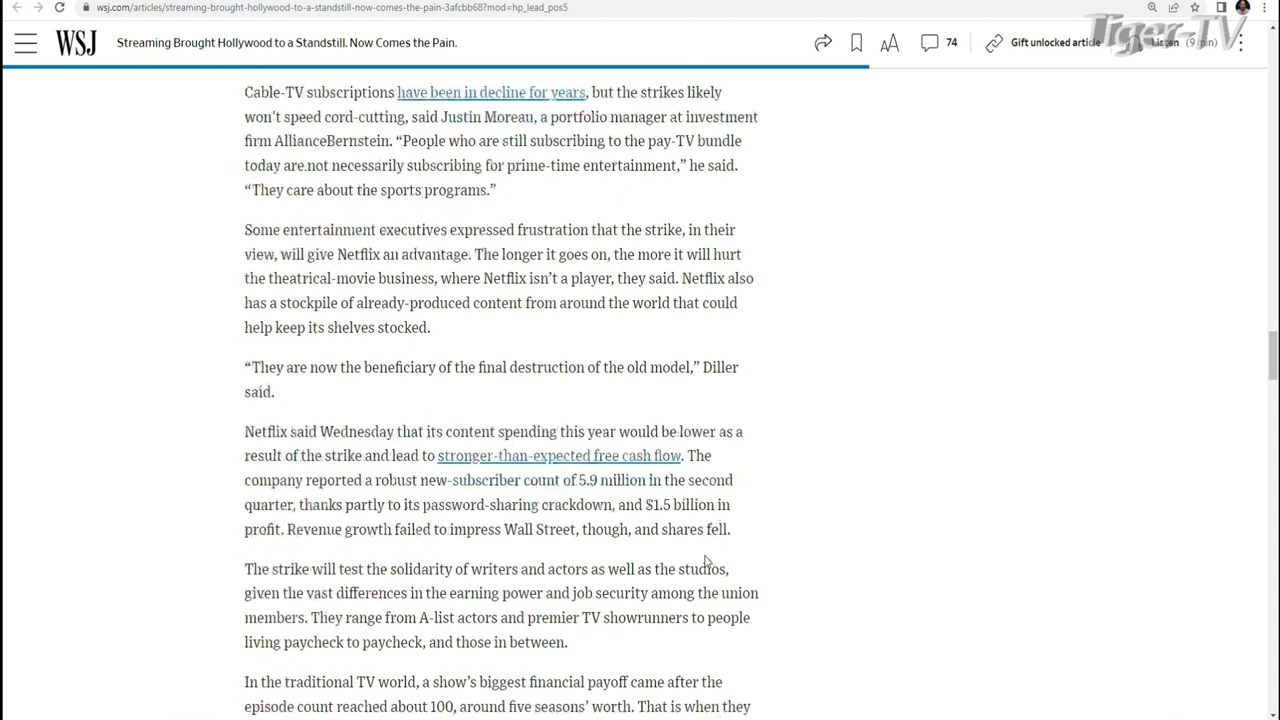 wsj.com/articles/streaming-brought-hollywood-to-a-standstill-now-comes-the-pain-3afcbb68?mod=hp_lead_pos5
Tiger-TV
WSJ Streaming Brought Hollywood to a Standstill. Now Comes the Pain. AA 74 Gift unlocked article Listen (9 min)
Cable-TV subscriptions have been in decline for years, but the strikes likely
won't speed cord-cutting, said Justin Moreau, a portfolio manager at investment
firm AllianceBernstein. “People who are still subscribing to the pay-TV bundle
today are not necessarily subscribing for prime-time entertainment,” he said.
“They care about the sports programs.”
Some entertainment executives expressed frustration that the strike, in their
view, will give Netflix an advantage. The longer it goes on, the more it will hurt
the theatrical-movie business, where Netflix isn’t a player, they said. Netflix also
has a stockpile of already-produced content from around the world that could
help keep its shelves stocked.
“They are now the beneficiary of the final destruction of the old model,” Diller
said.
Netflix said Wednesday that its content spending this year would be lower as a
result of the strike and lead to stronger-than-expected free cash flow. The
company reported a robust new-subscriber count of 5.9 million in the second
quarter, thanks partly to its password-sharing crackdown, and $1.5 billion in
profit. Revenue growth failed to impress Wall Street, though, and shares fell.
The strike will test the solidarity of writers and actors as well as the studios,
given the vast differences in the earning power and job security among the union
members. They range from A-list actors and premier TV showrunners to people
living paycheck to paycheck, and those in between.
In the traditional TV world, a show’s biggest financial payoff came after the
episode count reached about 100, around five seasons’ worth. That is when they